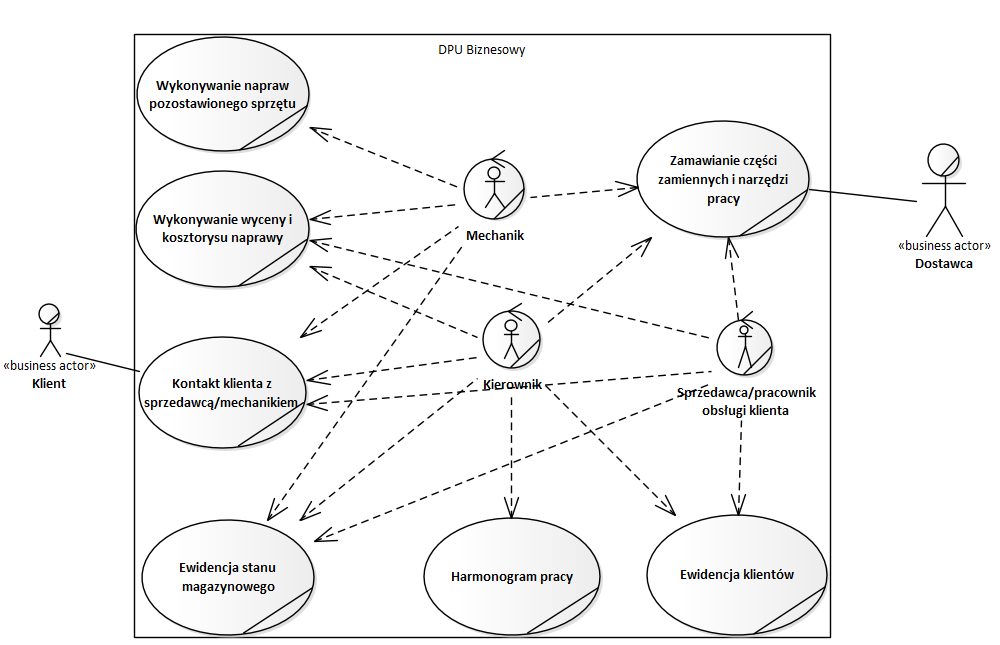 DPU Biznesowy
Wykonywanie napraw
pozostawionego sprzętu
Zamawianie części
zamiennych i narzędzi
pracy
Wykonywanie wyceny i
kosztorysu naprawy
Mechanik
«business actor»
Dostawca
«business actor»
Klient
Kontakt klienta z
sprzedawcą/mechanikiem
Kierownik
Sprzedawca/pracownik
obsługi klienta
Ewidencja stanu
magazynowego
Harmonogram pracy
Ewidencja klientów